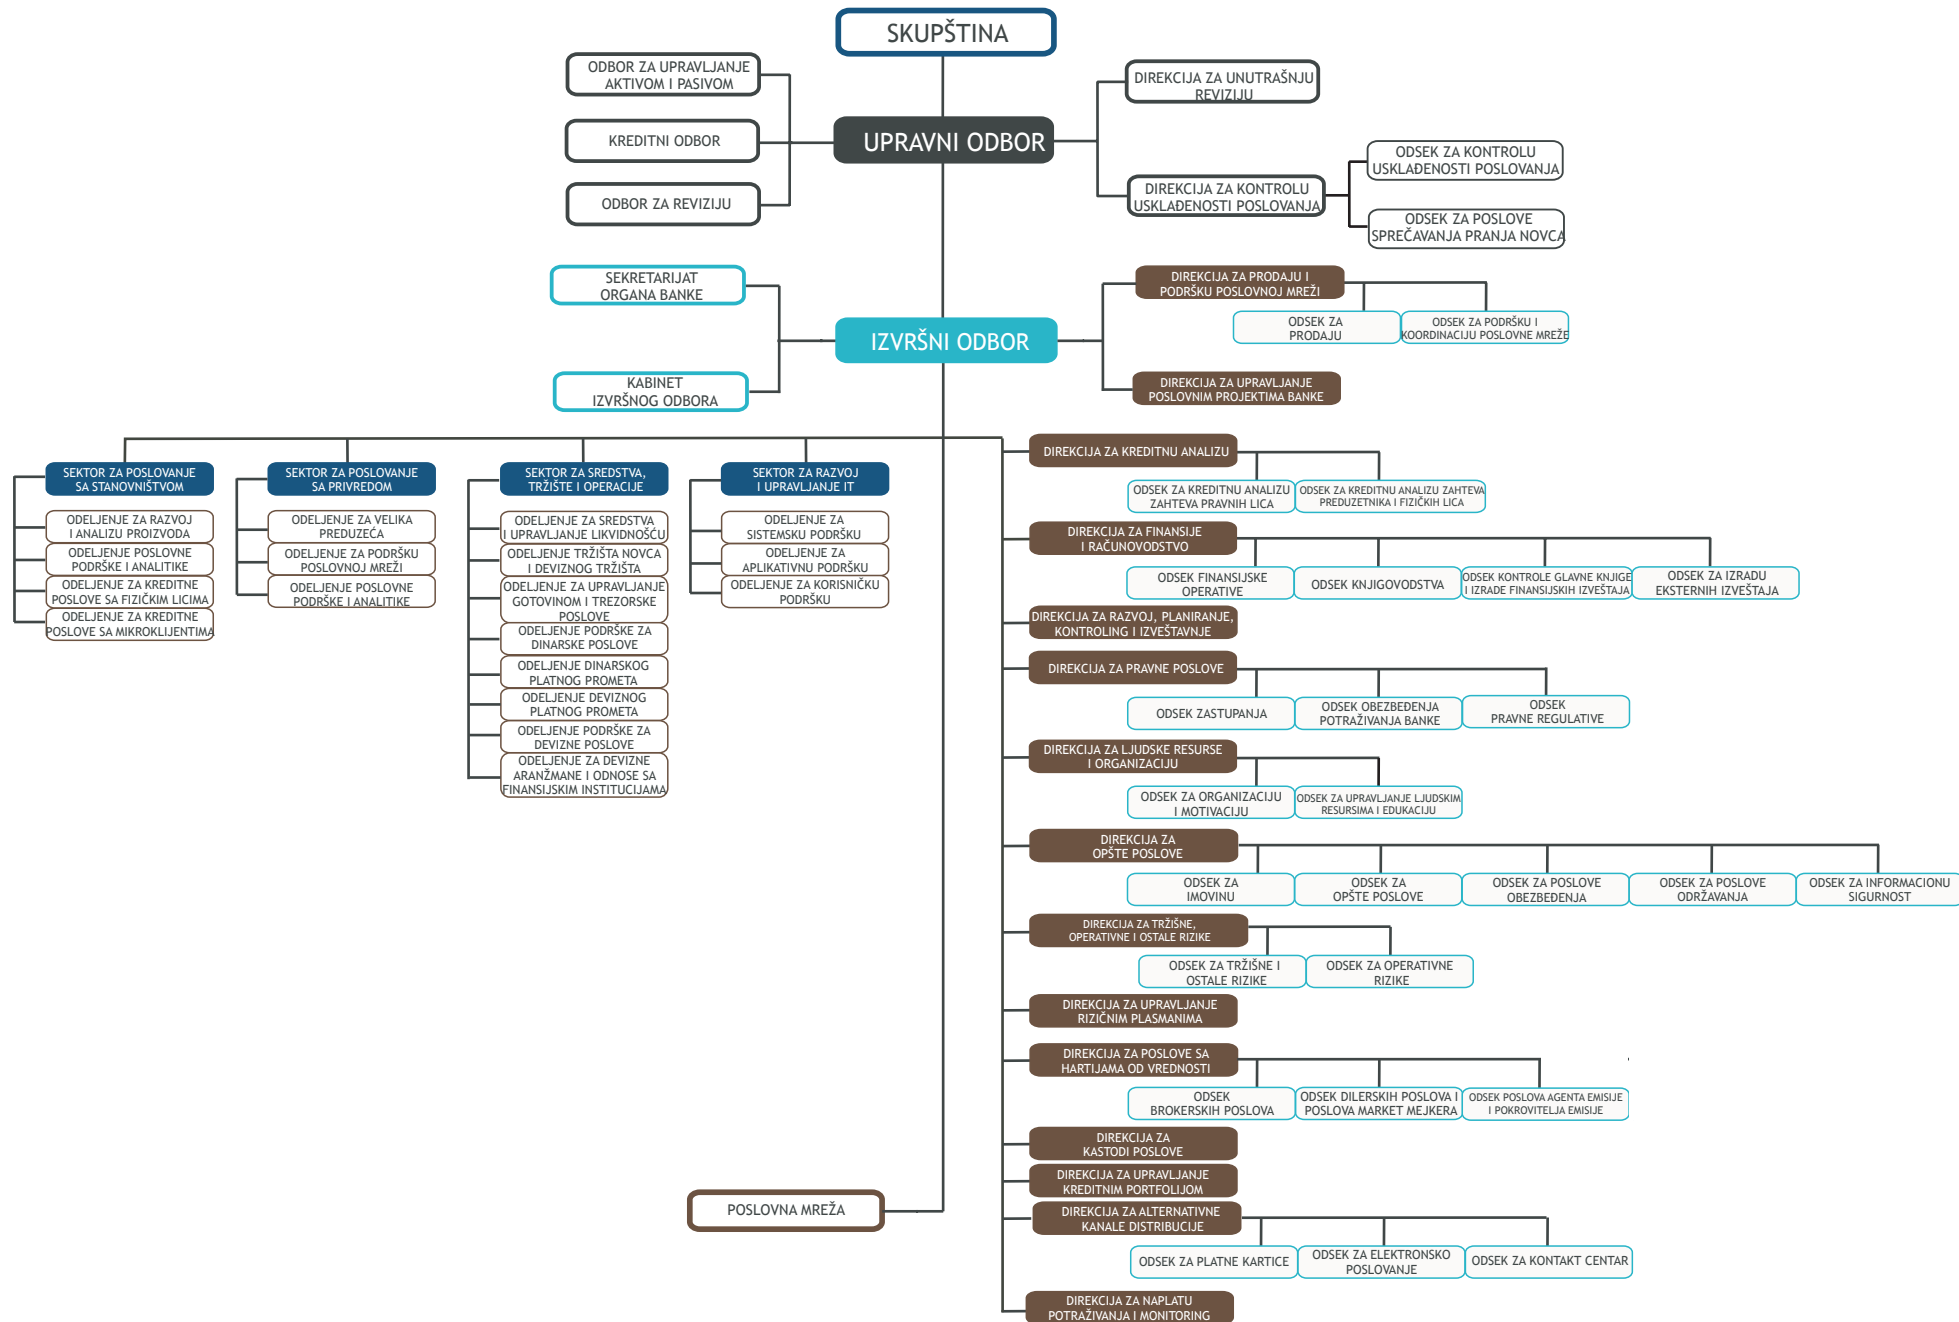 SKUPŠTINA
ODBOR ZA UPRAVLJANJE
AKTIVOM I PASIVOM
KREDITNI ODBOR
ODBOR ZA REVIZIJU
UPRAVNI ODBOR
DIREKCIJA ZA UNUTRAŠNJU
REVIZIJU
DIREKCIJA ZA KONTROLU
USKLAĐENOSTI POSLOVANJA
ODSEK ZA KONTROLU
USKLAĐENOSTI POSLOVANJA
ODSEK ZA POSLOVE
SPREČAVANJA PRANJA NOVCA
SEKRETARIJAT
ORGANA BANKE
KABINET
IZVRŠNOG ODBORA
IZVRŠNI ODBOR
DIREKCIJA ZA PRODAJU I
PODRŠKU POSLOVNOJ MREŽI
ODSEK ZA
PRODAJU
ODSEK ZA PODRŠKU I
KOORDINACIJU POSLOVNE MREŽE
DIREKCIJA ZA UPRAVLJANJE
POSLOVNIM PROJEKTIMA BANKE
SEKTOR ZA POSLOVANJE
SA STANOVNIŠTVOM
ODELJENJE ZA RAZVOJ
I ANALIZU PROIZVODA
ODELJENJE POSLOVNE
PODRŠKE I ANALITIKE
ODELJENJE ZA KREDITNE
POSLOVE SA FIZIČKIM LICIMA
ODELJENJE ZA KREDITNE
POSLOVE SA MIKROKLIJENTIMA
SEKTOR ZA POSLOVANJE
SA PRIVREDOM
ODELJENJE ZA VELIKA
PREDUZEĆA
ODELJENJE ZA PODRŠKU
POSLOVNOJ MREŽI
ODELJENJE POSLOVNE
PODRŠKE I ANALITIKE
SEKTOR ZA SREDSTVA,
TRŽIŠTE I OPERACIJE
ODELJENJE ZA SREDSTVA
I UPRAVLJANJE LIKVIDNOŠĆU
ODELJENJE TRŽIŠTA NOVCA
I DEVIZNOG TRŽIŠTA
ODELJENJE ZA UPRAVLJANJE
GOTOVINOM I TREZORSKE
POSLOVE
ODELJENJE PODRŠKE ZA
DINARSKE POSLOVE
ODELJENJE DINARSKOG
PLATNOG PROMETA
ODELJENJE DEVIZNOG
PLATNOG PROMETA
ODELJENJE PODRŠKE ZA
DEVIZNE POSLOVE
ODELJENJE ZA DEVIZNE
ARANŽMANE I ODNOSE SA
FINANSIJSKIM INSTITUCIJAMA
SEKTOR ZA RAZVOJ
I UPRAVLJANJE IT
ODELJENJE ZA
SISTEMSKU PODRŠKU
ODELJENJE ZA
APLIKATIVNU PODRŠKU
ODELJENJE ZA KORISNIČKU
PODRŠKU
DIREKCIJA ZA KREDITNU ANALIZU
ODSEK ZA KREDITNU ANALIZU
ZAHTEVA PRAVNIH LICA
ODSEK ZA KREDITNU ANALIZU ZAHTEVA
PREDUZETNIKA I FIZIČKIH LICA
DIREKCIJA ZA FINANSIJE
I RAČUNOVODSTVO
ODSEK FINANSIJSKE
OPERATIVE
ODSEK KNJIGOVODSTVA
ODSEK KONTROLE GLAVNE KNJIGE
I IZRADE FINANSIJSKIH IZVEŠTAJA
ODSEK ZA IZRADU
EKSTERNIH IZVEŠTAJA
DIREKCIJA ZA RAZVOJ, PLANIRANJE,
KONTROLING I IZVEŠTAVNJE
DIREKCIJA ZA PRAVNE POSLOVE
ODSEK ZASTUPANJA
ODSEK OBEZBEĐENJA
POTRAŽIVANJA BANKE
ODSEK
PRAVNE REGULATIVE
DIREKCIJA ZA LJUDSKE RESURSE
I ORGANIZACIJU
ODSEK ZA ORGANIZACIJU
I MOTIVACIJU
ODSEK ZA UPRAVLJANJE LJUDSKIM
RESURSIMA I EDUKACIJU
DIREKCIJA ZA
OPŠTE POSLOVE
ODSEK ZA
IMOVINU
ODSEK ZA
OPŠTE POSLOVE
ODSEK ZA POSLOVE
OBEZBEĐENJA
ODSEK ZA POSLOVE
ODRŽAVANJA
ODSEK ZA INFORMACIONU
SIGURNOST
DIREKCIJA ZA TRŽIŠNE,
OPERATIVNE I OSTALE RIZIKE
ODSEK ZA TRŽIŠNE I
OSTALE RIZIKE
ODSEK ZA OPERATIVNE
RIZIKE
DIREKCIJA ZA UPRAVLJANJE
RIZIČNIM PLASMANIMA
DIREKCIJA ZA POSLOVE SA
HARTIJAMA OD VREDNOSTI
ODSEK
BROKERSKIH POSLOVA
ODSEK DILERSKIH POSLOVA I
POSLOVA MARKET MEJKERA
ODSEK POSLOVA AGENTA EMISIJE
I POKROVITELJA EMISIJE
DIREKCIJA ZA
KASTODI POSLOVE
DIREKCIJA ZA UPRAVLJANJE
KREDITNIM PORTFOLIJOM
DIREKCIJA ZA ALTERNATIVNE
KANALE DISTRIBUCIJE
ODSEK ZA PLATNE KARTICE
ODSEK ZA ELEKTRONSKO
POSLOVANJE
ODSEK ZA KONTAKT CENTAR
DIREKCIJA ZA NAPLATU
POTRAŽIVANJA I MONITORING
POSLOVNA MREŽA